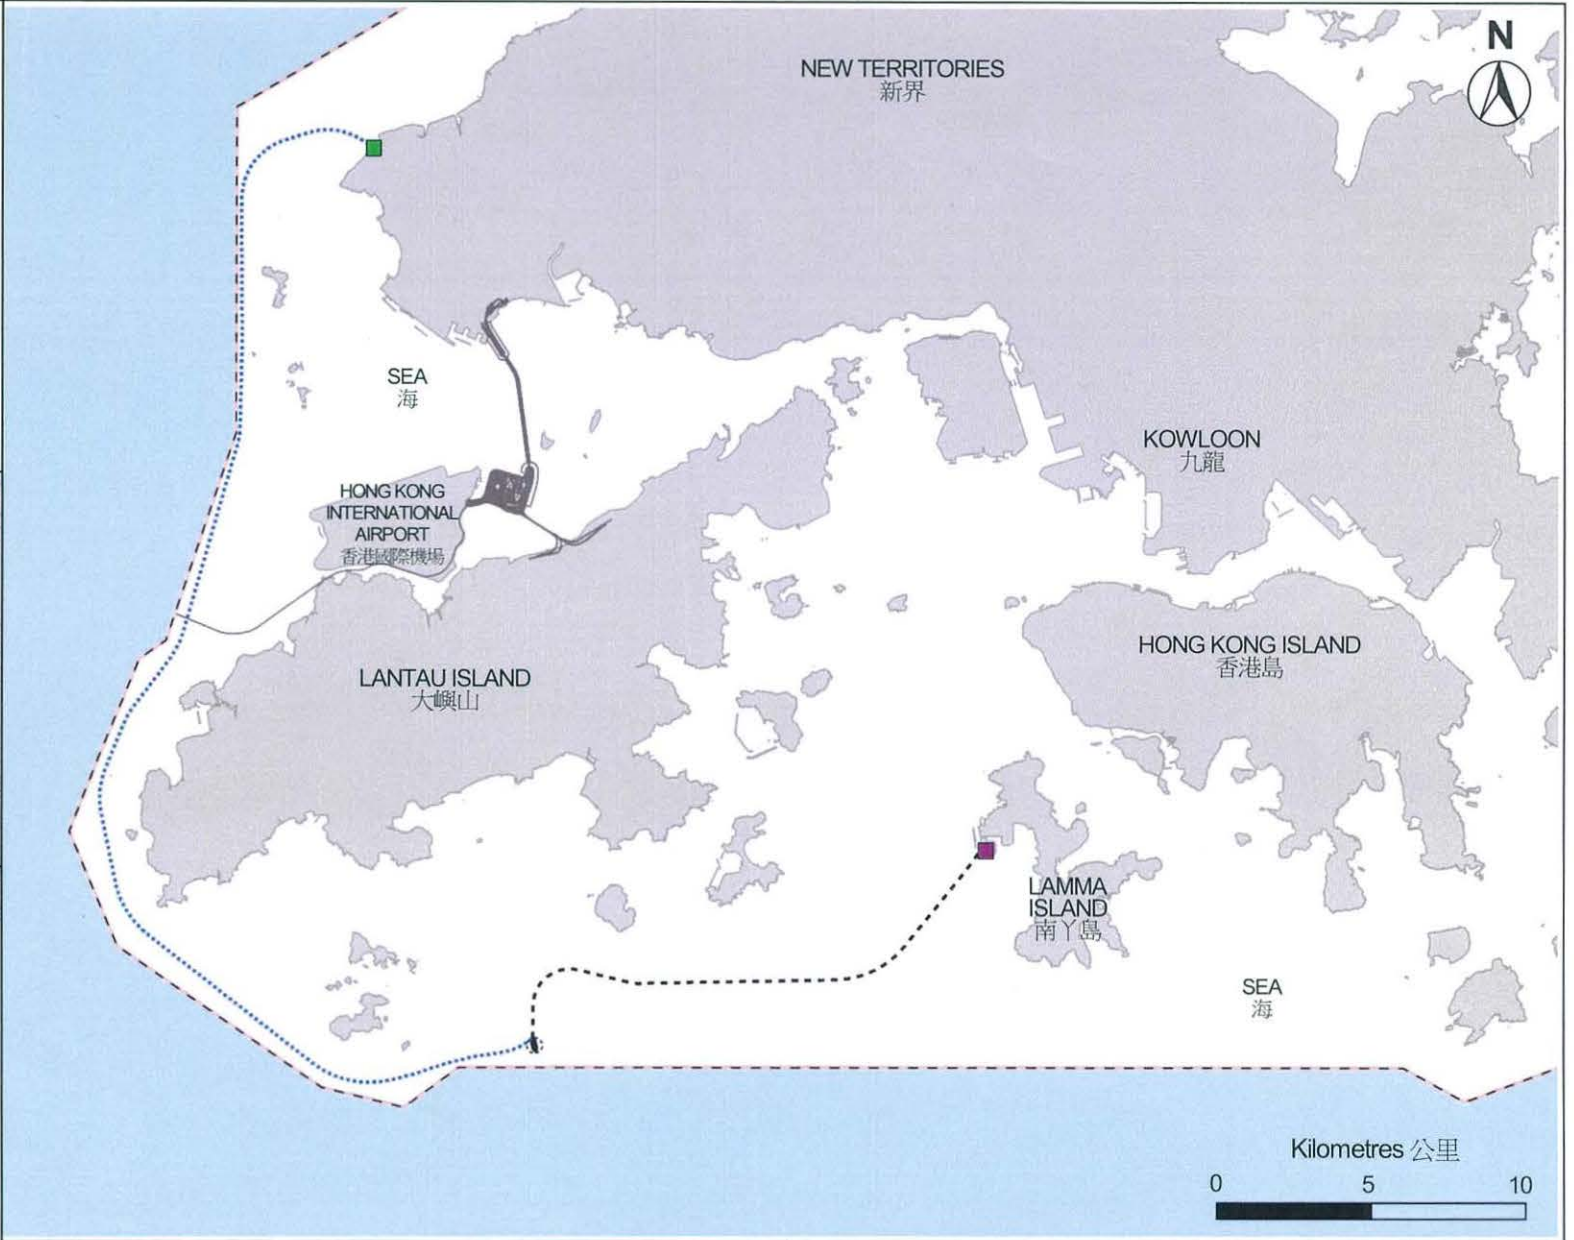 N
NEW TERRITORIES
新界
SEA
海
KOWLOON
九龍
HONG KONG
INTERNATIONAL
AIRPORT
香港國際機場
HONG KONG ISLAND
香港島
LANTAU ISLAND
大嶼山
LAMMA
ISLAND
南丫島
SEA
海
Kilometres 公里
0 5 10